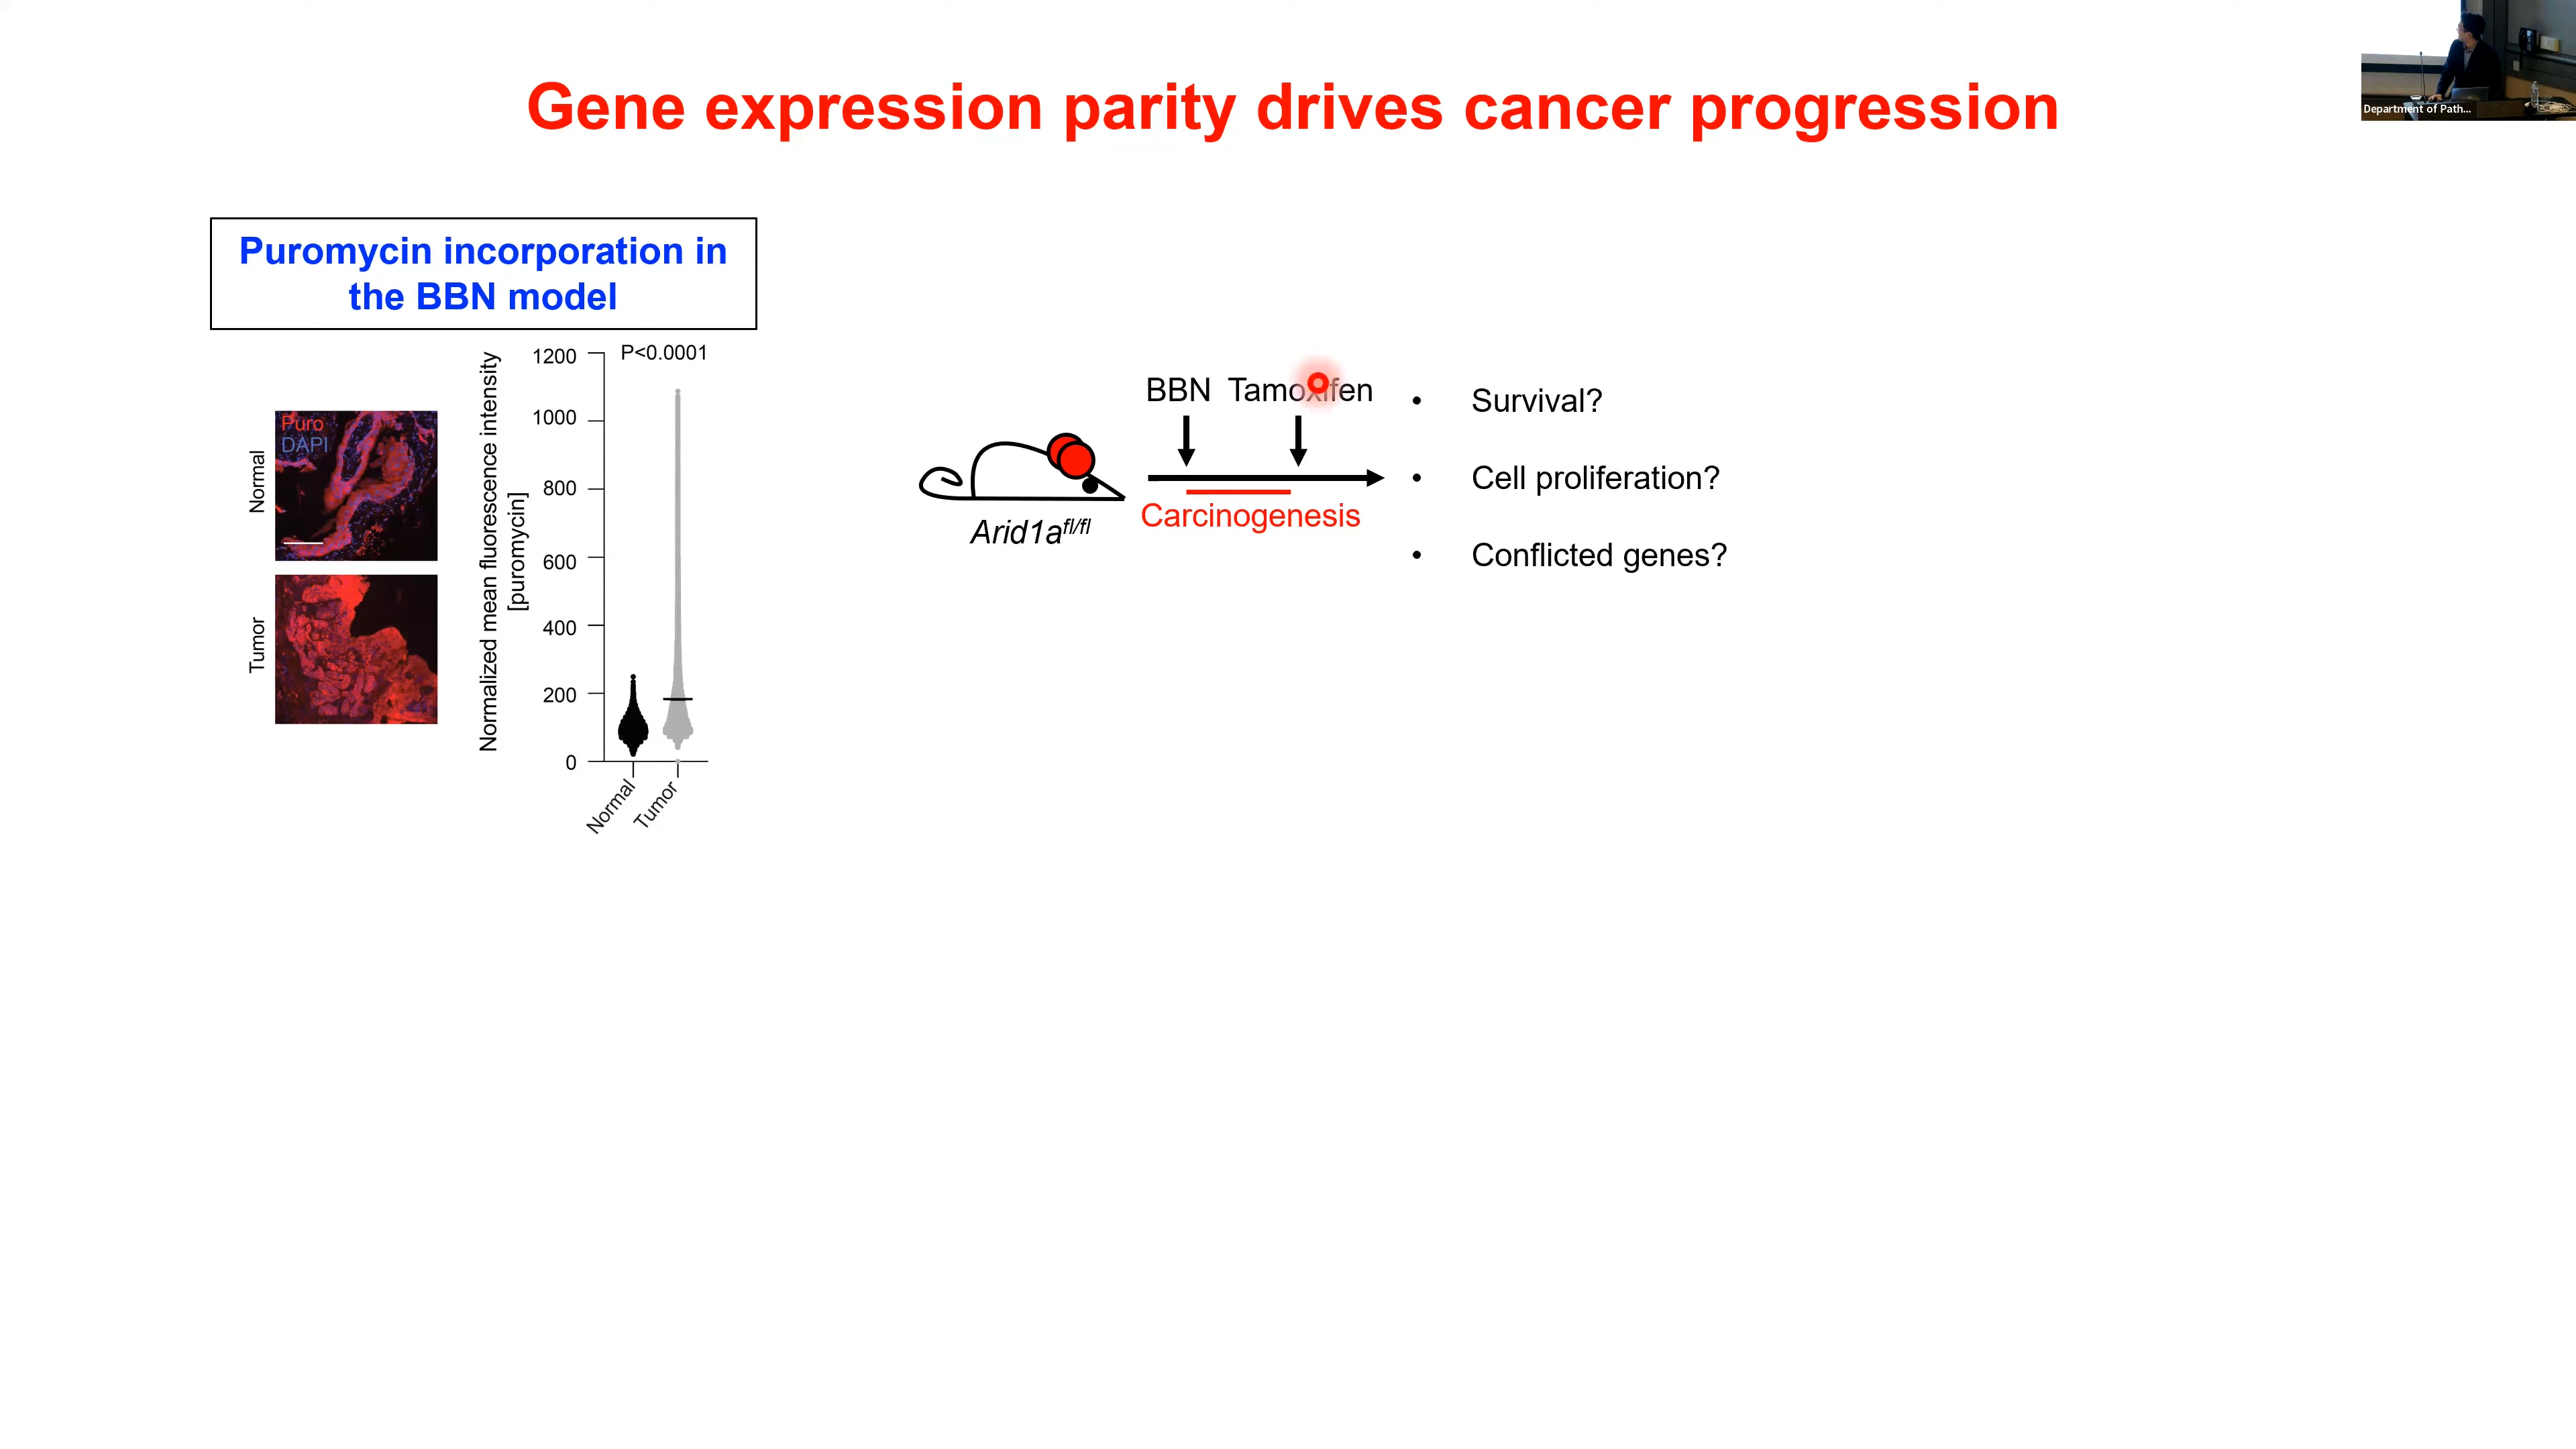 Gene expression parity drives cancer progression
Department of Path...
Puromycin incorporation in
the BBN model
Normal
Puro
DAPI
Tumor
Normalized mean fluorescence intensity
[puromycin]
P<0.0001
1200
1000
800
600
400
200
0
Normal
Tumor
BBN Tamoxifen
Arid1afl/fl
Carcinogenesis
• Survival?
• Cell proliferation?
• Conflicted genes?